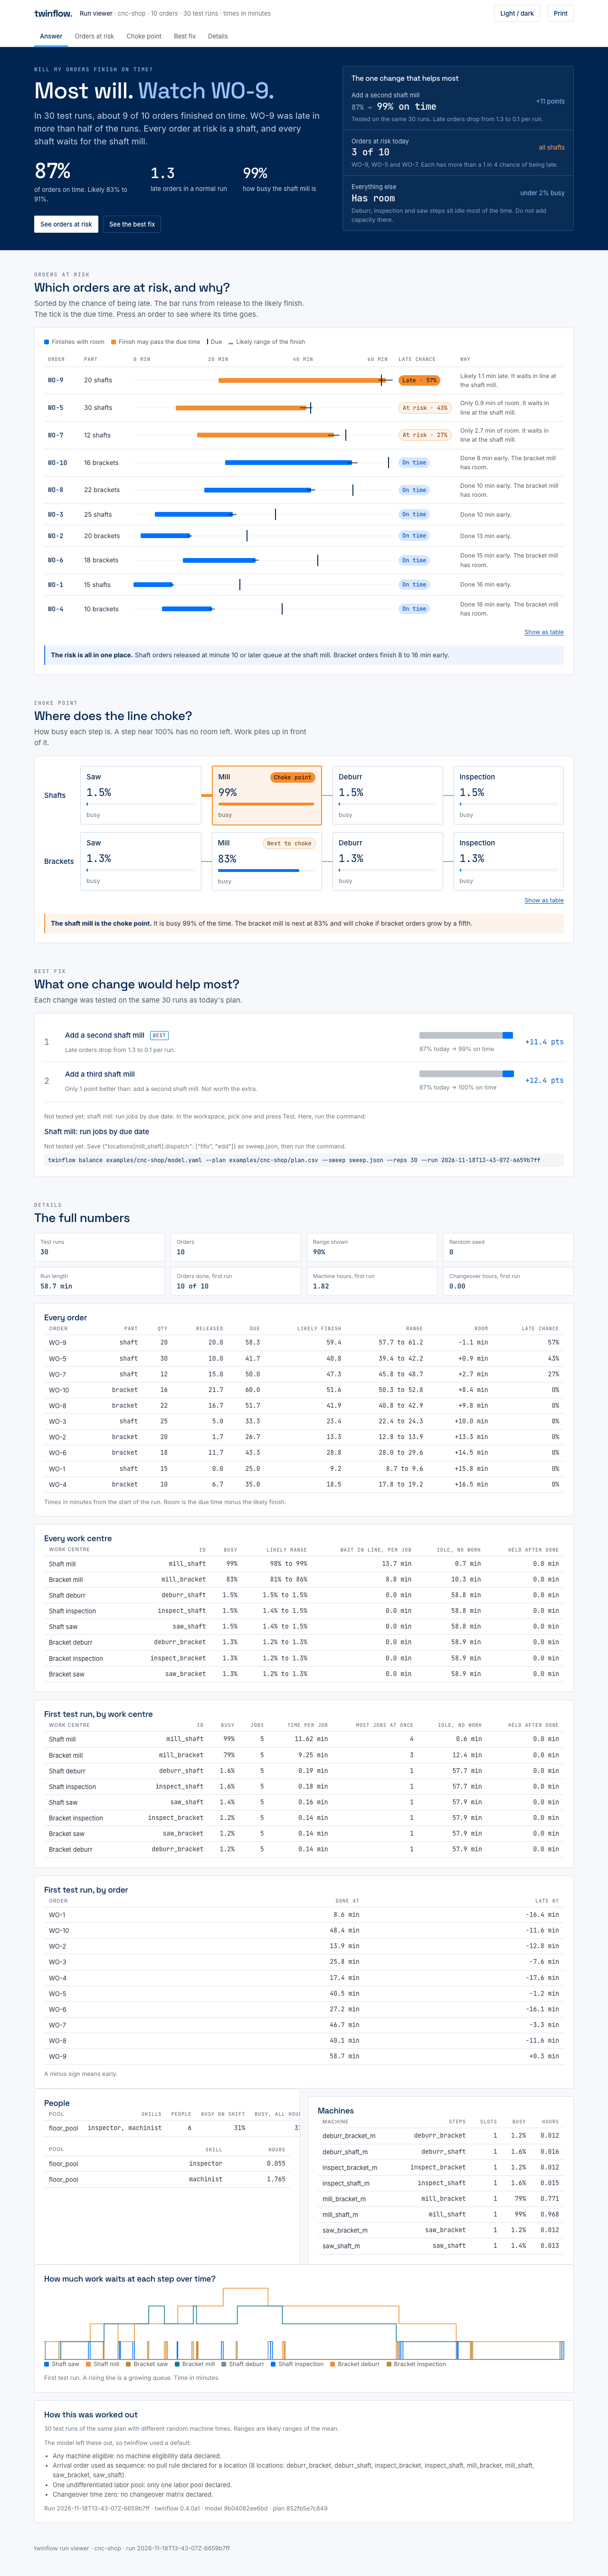 twinflow. Run viewer · cnc-shop · 10 orders · 30 test runs · times in minutes
Light / dark
Print
Answer
Orders at risk
Choke point
Best fix
Details
WILL MY ORDERS FINISH ON TIME?
Most will. Watch WO-9.
In 30 test runs, about 9 of 10 orders finished on time. WO-9 was late in
more than half of the runs. Every order at risk is a shaft, and every
shaft waits for the shaft mill.
87%
of orders on time. Likely 83% to
91%.
1.3
late orders in a normal run
99%
how busy the shaft mill is
See orders at risk
See the best fix
The one change that helps most
Add a second shaft mill
87% → 99% on time
+11 points
Tested on the same 30 runs. Late orders drop from 1.3 to 0.1 per run.
Orders at risk today
3 of 10
all shafts
WO-9, WO-5 and WO-7. Each has more than a 1 in 4 chance of being late.
Everything else
Has room
under 2% busy
Deburr, inspection and saw steps sit idle most of the time. Do not add
capacity there.
ORDERS AT RISK
Which orders are at risk, and why?
Sorted by the chance of being late. The bar runs from release to the likely finish.
The tick is the due time. Press an order to see where its time goes.
Finishes with room
Finish may pass the due time
Due
Likely range of the finish
ORDER PART 0 MIN 20 MIN 40 MIN 60 MIN LATE CHANCE WHY
WO-9 20 shafts Late · 57% Likely 1.1 min late. It waits in line at
the shaft mill.
WO-5 30 shafts At risk · 43% Only 0.9 min of room. It waits in
line at the shaft mill.
WO-7 12 shafts At risk · 27% Only 2.7 min of room. It waits in
line at the shaft mill.
WO-10 16 brackets On time Done 8 min early. The bracket mill
has room.
WO-8 22 brackets On time Done 10 min early. The bracket mill
has room.
WO-3 25 shafts On time Done 10 min early.
WO-2 20 brackets On time Done 13 min early.
WO-6 18 brackets On time Done 15 min early. The bracket mill
has room.
WO-1 15 shafts On time Done 16 min early.
WO-4 10 brackets On time Done 16 min early. The bracket mill
has room.
Show as table
The risk is all in one place. Shaft orders released at minute 10 or later queue at the shaft mill. Bracket orders finish 8 to 16 min early.
CHOKE POINT
Where does the line choke?
How busy each step is. A step near 100% has no room left. Work piles up in front
of it.
Shafts
Saw
1.5%
busy
Mill
Choke point
99%
busy
Deburr
1.5%
busy
Inspection
1.5%
busy
Brackets
Saw
1.3%
busy
Mill
Next to choke
83%
busy
Deburr
1.3%
busy
Inspection
1.3%
busy
Show as table
The shaft mill is the choke point. It is busy 99% of the time. The bracket mill is next at 83% and will choke if bracket orders grow by a fifth.
BEST FIX
What one change would help most?
Each change was tested on the same 30 runs as today's plan.
1 Add a second shaft mill BEST
Late orders drop from 1.3 to 0.1 per run.
87% today → 99% on time
+11.4 pts
2 Add a third shaft mill
Only 1 point better than: add a second shaft mill. Not worth the extra.
87% today → 100% on time
+12.4 pts
Not tested yet: shaft mill: run jobs by due date. In the workspace, pick one and press Test. Here, run the command:
Shaft mill: run jobs by due date
Not tested yet. Save {"locations[mill_shaft].dispatch": ["fifo", "edd"]} as sweep.json, then run the command.
twinflow balance examples/cnc-shop/model.yaml --plan examples/cnc-shop/plan.csv --sweep sweep.json --reps 30 --run 2026-11-18T13-43-07Z-6659b7ff
DETAILS
The full numbers
Test runs
30
Orders
10
Range shown
90%
Random seed
0
Run length
58.7 min
Orders done, first run
10 of 10
Machine hours, first run
1.82
Changeover hours, first run
0.00
Every order
ORDER PART QTY RELEASED DUE LIKELY FINISH RANGE ROOM LATE CHANCE
WO-9 shaft 20 20.0 58.3 59.4 57.7 to 61.2 -1.1 min 57%
WO-5 shaft 30 10.0 41.7 40.8 39.4 to 42.2 +0.9 min 43%
WO-7 shaft 12 15.0 50.0 47.3 45.8 to 48.7 +2.7 min 27%
WO-10 bracket 16 21.7 60.0 51.6 50.3 to 52.8 +8.4 min 0%
WO-8 bracket 22 16.7 51.7 41.9 40.8 to 42.9 +9.8 min 0%
WO-3 shaft 25 5.0 33.3 23.4 22.4 to 24.3 +10.0 min 0%
WO-2 bracket 20 1.7 26.7 13.3 12.8 to 13.9 +13.3 min 0%
WO-6 bracket 18 11.7 43.3 28.8 28.0 to 29.6 +14.5 min 0%
WO-1 shaft 15 0.0 25.0 9.2 8.7 to 9.6 +15.8 min 0%
WO-4 bracket 10 6.7 35.0 18.5 17.8 to 19.2 +16.5 min 0%
Times in minutes from the start of the run. Room is the due time minus the likely finish.
Every work centre
WORK CENTRE ID BUSY LIKELY RANGE WAIT IN LINE, PER JOB IDLE, NO WORK HELD AFTER DONE
Shaft mill mill_shaft 99% 98% to 99% 13.7 min 0.7 min 0.0 min
Bracket mill mill_bracket 83% 81% to 86% 8.8 min 10.3 min 0.0 min
Shaft deburr deburr_shaft 1.5% 1.5% to 1.5% 0.0 min 58.8 min 0.0 min
Shaft inspection inspect_shaft 1.5% 1.4% to 1.5% 0.0 min 58.8 min 0.0 min
Shaft saw saw_shaft 1.5% 1.4% to 1.5% 0.0 min 58.8 min 0.0 min
Bracket deburr deburr_bracket 1.3% 1.2% to 1.3% 0.0 min 58.9 min 0.0 min
Bracket inspection inspect_bracket 1.3% 1.2% to 1.3% 0.0 min 58.9 min 0.0 min
Bracket saw saw_bracket 1.3% 1.2% to 1.3% 0.0 min 58.9 min 0.0 min
First test run, by work centre
WORK CENTRE ID BUSY JOBS TIME PER JOB MOST JOBS AT ONCE IDLE, NO WORK HELD AFTER DONE
Shaft mill mill_shaft 99% 5 11.62 min 4 0.6 min 0.0 min
Bracket mill mill_bracket 79% 5 9.25 min 3 12.4 min 0.0 min
Shaft deburr deburr_shaft 1.6% 5 0.19 min 1 57.7 min 0.0 min
Shaft inspection inspect_shaft 1.6% 5 0.18 min 1 57.7 min 0.0 min
Shaft saw saw_shaft 1.4% 5 0.16 min 1 57.9 min 0.0 min
Bracket inspection inspect_bracket 1.2% 5 0.14 min 1 57.9 min 0.0 min
Bracket saw saw_bracket 1.2% 5 0.14 min 1 57.9 min 0.0 min
Bracket deburr deburr_bracket 1.2% 5 0.14 min 1 57.9 min 0.0 min
First test run, by order
ORDER DONE AT LATE BY
WO-1 8.6 min -16.4 min
WO-10 48.4 min -11.6 min
WO-2 13.9 min -12.8 min
WO-3 25.8 min -7.6 min
WO-4 17.4 min -17.6 min
WO-5 40.5 min -1.2 min
WO-6 27.2 min -16.1 min
WO-7 46.7 min -3.3 min
WO-8 40.1 min -11.6 min
WO-9 58.7 min +0.3 min
A minus sign means early.
People
POOL SKILLS PEOPLE BUSY ON SHIFT BUSY, ALL HOU
floor_pool inspector, machinist 6 31% 31
POOL SKILL HOURS
floor_pool inspector 0.055
floor_pool machinist 1.765
Machines
MACHINE STEPS SLOTS BUSY HOURS
deburr_bracket_m deburr_bracket 1 1.2% 0.012
deburr_shaft_m deburr_shaft 1 1.6% 0.016
inspect_bracket_m inspect_bracket 1 1.2% 0.012
inspect_shaft_m inspect_shaft 1 1.6% 0.015
mill_bracket_m mill_bracket 1 79% 0.771
mill_shaft_m mill_shaft 1 99% 0.968
saw_bracket_m saw_bracket 1 1.2% 0.012
saw_shaft_m saw_shaft 1 1.4% 0.013
How much work waits at each step over time?
Shaft saw
Shaft mill
Bracket saw
Bracket mill
Shaft deburr
Shaft inspection
Bracket deburr
Bracket inspection
First test run. A rising line is a growing queue. Time in minutes.
How this was worked out
30 test runs of the same plan with different random machine times. Ranges are likely ranges of the mean.
The model left these out, so twinflow used a default:
• Any machine eligible: no machine eligibility data declared.
• Arrival order used as sequence: no pull rule declared for a location (8 locations: deburr_bracket, deburr_shaft, inspect_bracket, inspect_shaft, mill_bracket, mill_shaft,
saw_bracket, saw_shaft).
• One undifferentiated labor pool: only one labor pool declared.
• Changeover time zero: no changeover matrix declared.
Run 2026-11-18T13-43-07Z-6659b7ff · twinflow 0.4.0a1 · model 9b04082ee6bd · plan 852fb5e7c849
twinflow run viewer · cnc-shop · run 2026-11-18T13-43-07Z-6659b7ff